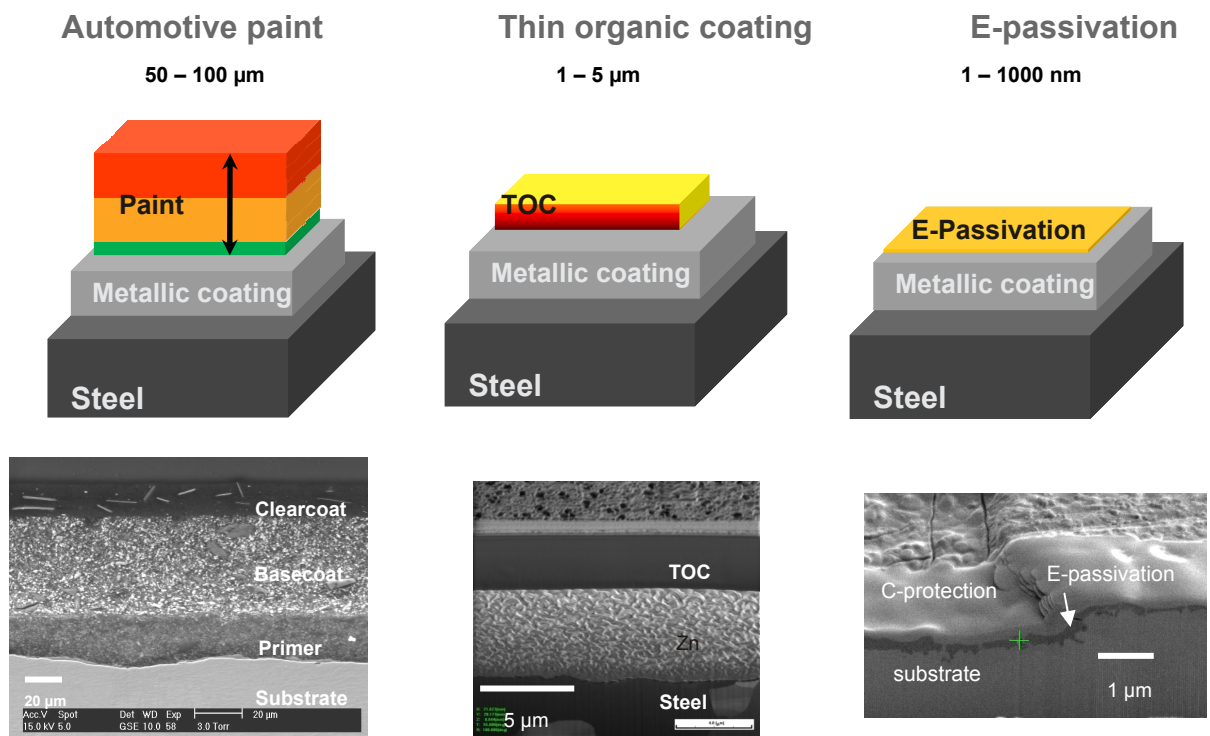 Automotive paint
50 – 100 µm
Paint
Metallic coating
Steel
Clearcoat
Basecoat
Primer
20 µm
Substrate
Acc.V Spot Det WD Exp 20 µm
15.0 kV 5.0 GSE 10.0 58 3.0 Torr
Thin organic coating
1 – 5 µm
TOC
Metallic coating
Steel
TOC
Zn
Steel
5 µm
E-passivation
1 – 1000 nm
E-Passivation
Metallic coating
Steel
E-passivation
C-protection
substrate
1 µm